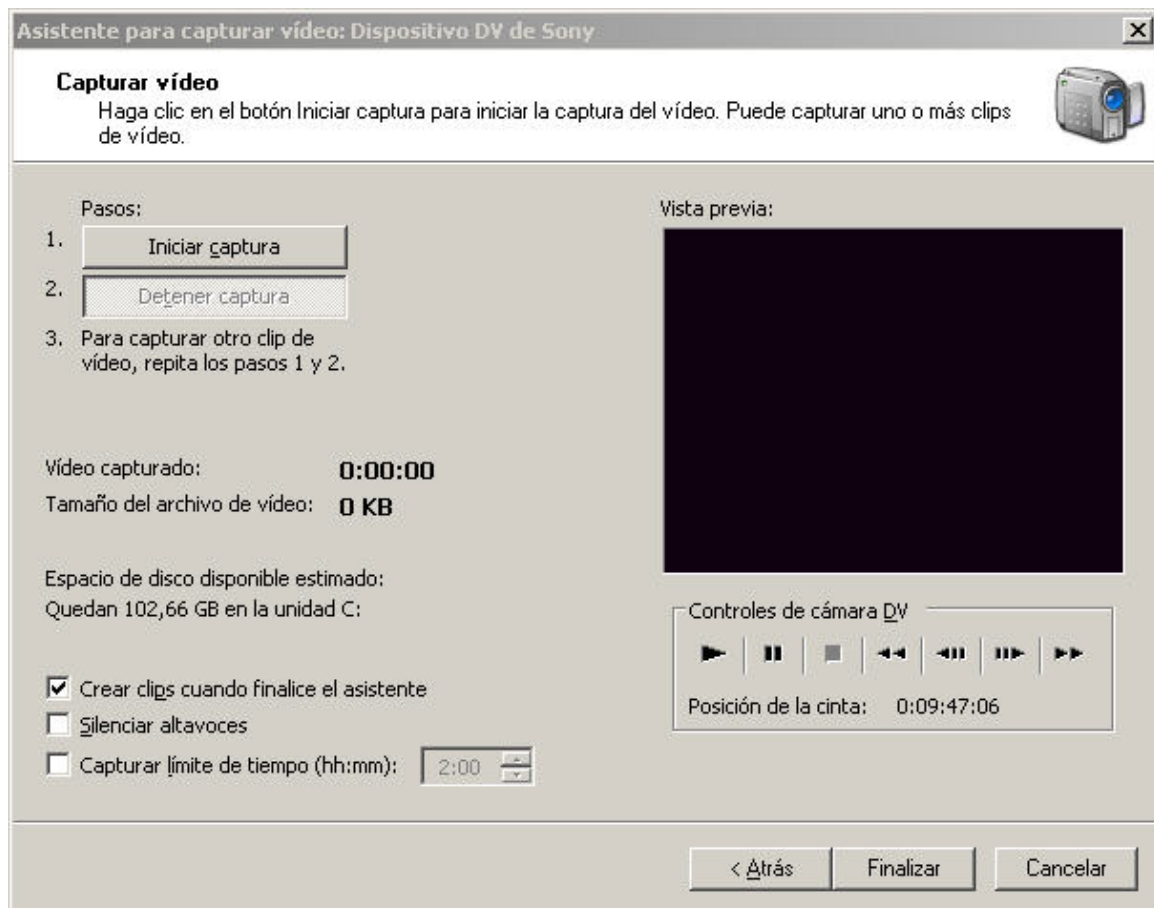 Asistente para capturar vídeo: Dispositivo DV de Sony
Capturar vídeo
Haga clic en el botón Iniciar captura para iniciar la captura del vídeo. Puede capturar uno o más clips
de vídeo.
Pasos:
1. Iniciar captura
2. Detener captura
3. Para capturar otro clip de
vídeo, repita los pasos 1 y 2.
Vídeo capturado: 0:00:00
Tamaño del archivo de vídeo: 0 KB
Espacio de disco disponible estimado:
Quedan 102,66 GB en la unidad C:
Crear clips cuando finalice el asistente
Silenciar altavoces
Capturar límite de tiempo (hh:mm): 2:00
Vista previa:
Controles de cámara DV
Posición de la cinta: 0:09:47:06
< Atrás
Finalizar
Cancelar